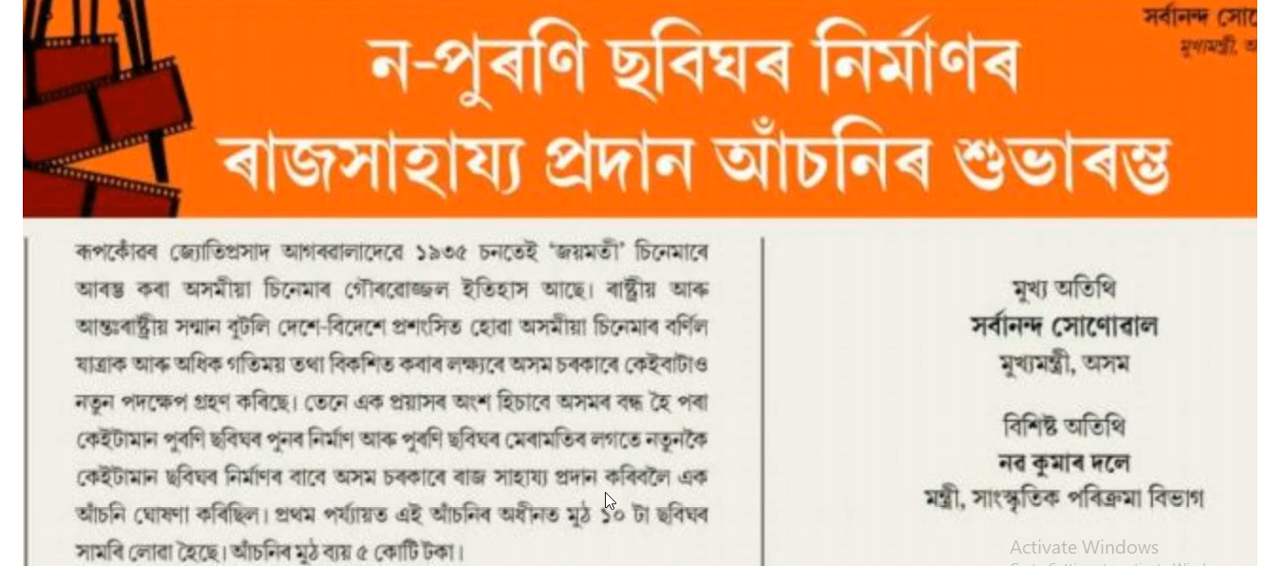 সৰ্বানন্দ সোণো
মুখ্যমন্ত্ৰী, অ
ন-পুৰণি ছবিঘৰ নিৰ্মাণৰ
ৰাজসাহায্য প্ৰদান আঁচনিৰ শুভাৰম্ভ
ৰূপকোঁৱৰ জ্যোতিপ্ৰসাদ আগৰৱালাদেৱে ১৯৩৫ চনতেই ‘জয়মতী’ চিনেমাৰে
আৰম্ভ কৰা অসমীয়া চিনেমাৰ গৌৰৱোজ্জল ইতিহাস আছে। ৰাষ্ট্ৰীয় আৰু
আন্তঃৰাষ্ট্ৰীয় সন্মান বুটলি দেশে-বিদেশে প্ৰশংসিত হোৱা অসমীয়া চিনেমাৰ বৰ্ণিল
যাত্ৰাক আৰু অধিক গতিময় তথা বিকশিত কৰাৰ লক্ষ্যৰে অসম চৰকাৰে কেইবাটাও
নতুন পদক্ষেপ গ্ৰহণ কৰিছে। তেনে এক প্ৰয়াসৰ অংশ হিচাবে অসমৰ বন্ধ হৈ পৰা
কেইটামান পুৰণি ছবিঘৰ পুনৰ নিৰ্মাণ আৰু পুৰণি ছবিঘৰ মেৰামতিৰ লগতে নতুনকৈ
কেইটামান ছবিঘৰ নিৰ্মাণৰ বাবে অসম চৰকাৰে ৰাজ সাহায্য প্ৰদান কৰিবলৈ এক
আঁচনি ঘোষণা কৰিছিল। প্ৰথম পৰ্য্যায়ত এই আঁচনিৰ অধীনত মুঠ ১০ টা ছবিঘৰ
সামৰি লোৱা হৈছে। আঁচনিৰ মুঠ ব্যয় ৫ কোটি টকা।
মুখ্য অতিথি
সৰ্বানন্দ সোণোৱাল
মুখ্যমন্ত্ৰী, অসম
বিশিষ্ট অতিথি
নৱ কুমাৰ দলে
মন্ত্ৰী, সাংস্কৃতিক পৰিক্ৰমা বিভাগ
Activate Windows